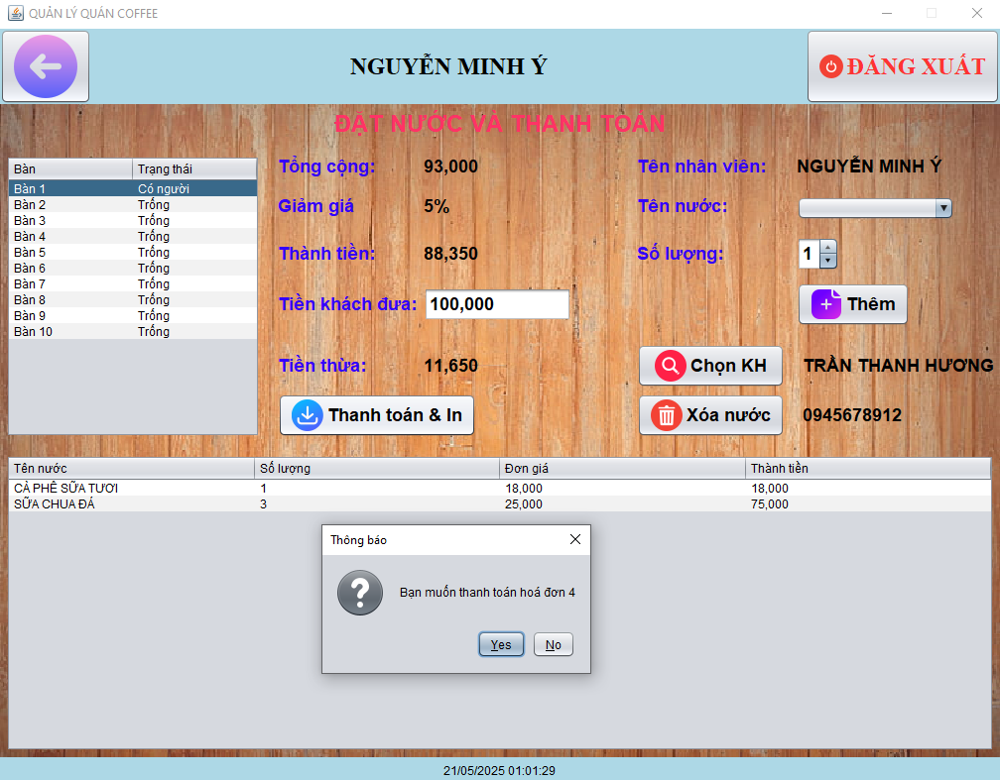 QUẢN LÝ QUÁN COFFEE
NGUYỄN MINH Ý
ĐĂNG XUẤT
ĐẶT NƯỚC VÀ THANH TOÁN
Bàn Trạng thái
Bàn 1 Có người
Bàn 2 Trống
Bàn 3 Trống
Bàn 4 Trống
Bàn 5 Trống
Bàn 6 Trống
Bàn 7 Trống
Bàn 8 Trống
Bàn 9 Trống
Bàn 10 Trống
Tổng cộng: 93,000
Giảm giá 5%
Thành tiền: 88,350
Tiền khách đưa: 100,000
Tiền thừa: 11,650
Thanh toán & In
Tên nhân viên: NGUYỄN MINH Ý
Tên nước:
Số lượng: 1
Thêm
Chọn KH TRẦN THANH HƯƠNG
Xóa nước 0945678912
Tên nước Số lượng Đơn giá Thành tiền
CÀ PHÊ SỮA TƯƠI 1 18,000 18,000
SỮA CHUA ĐÁ 3 25,000 75,000
Thông báo
Bạn muốn thanh toán hoá đơn 4
Yes No
21/05/2025 01:01:29